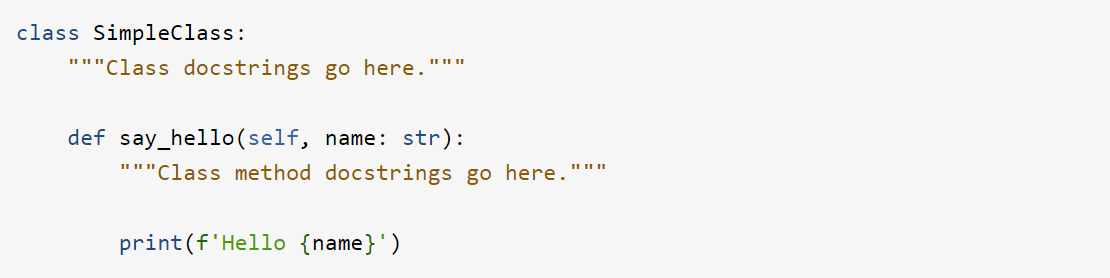 class SimpleClass:
    """Class docstrings go here."""
    def say_hello(self, name: str):
        """Class method docstrings go here."""
        print(f'Hello {name}')